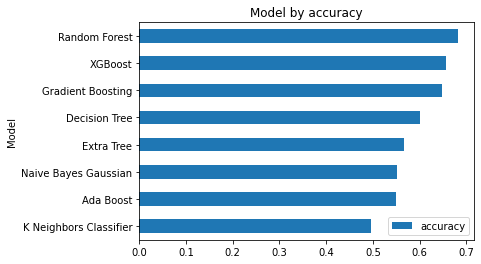 Model by accuracy
Random Forest
XGBoost
Gradient Boosting
Decision Tree
Extra Tree
Naive Bayes Gaussian
Ada Boost
K Neighbors Classifier
Model
accuracy
0.0 0.1 0.2 0.3 0.4 0.5 0.6 0.7